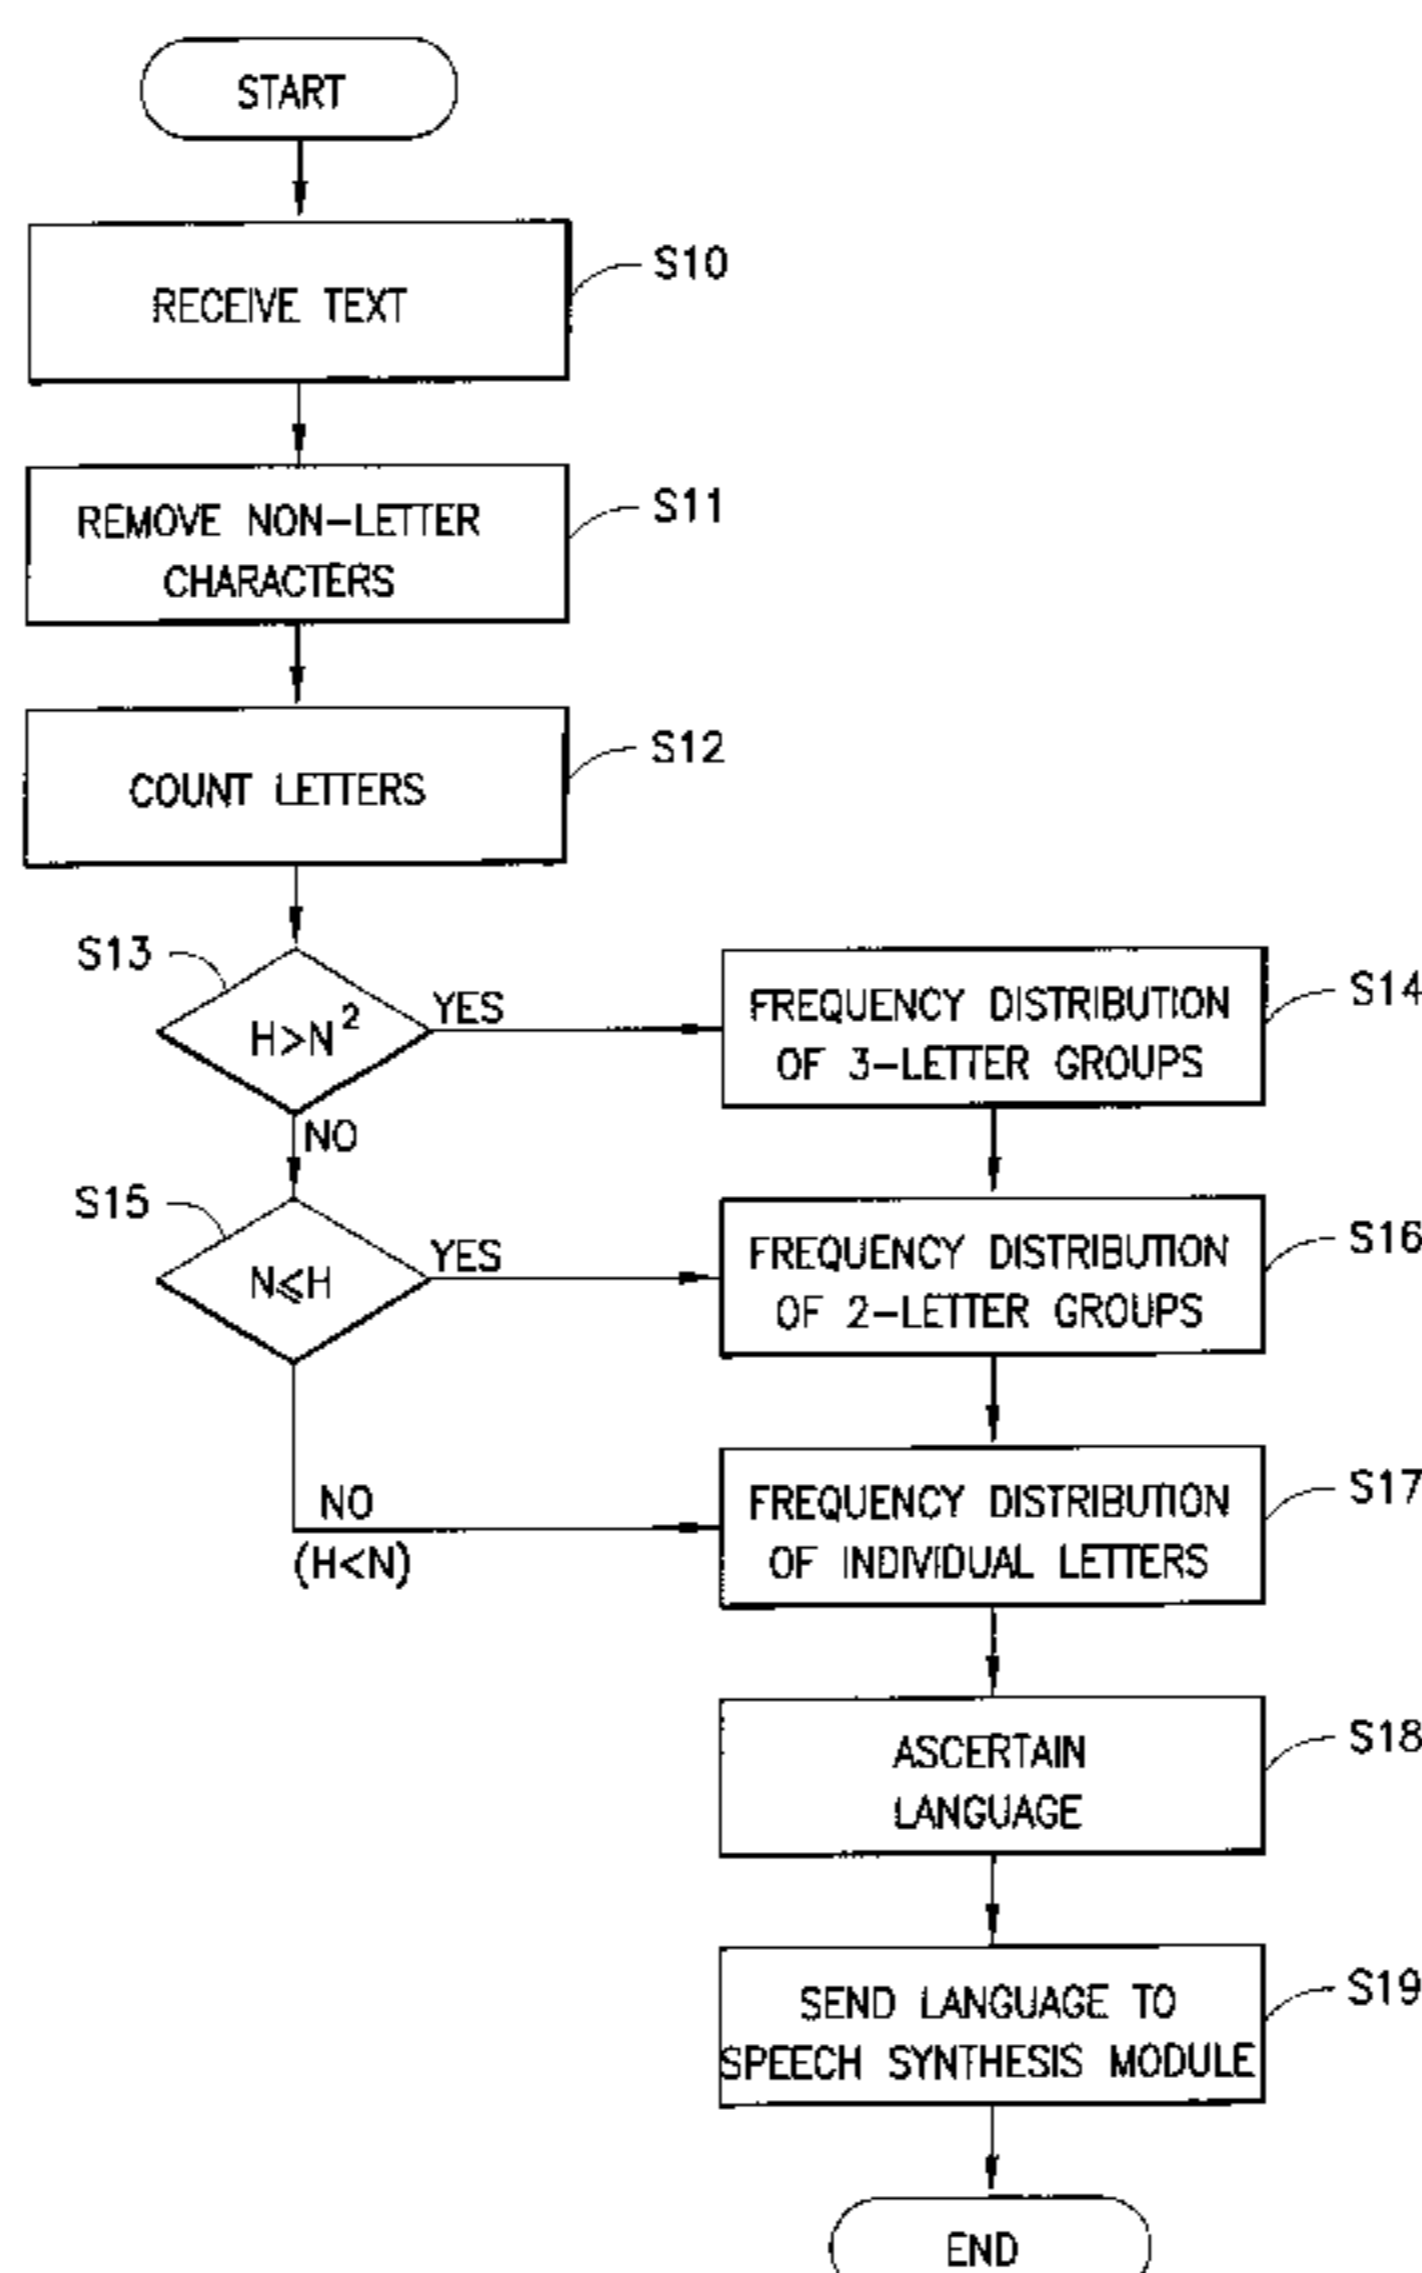 START
RECEIVE TEXT
S10
REMOVE NON-LETTER
CHARACTERS
S11
COUNT LETTERS
S12
S13
H>N²
YES
NO
FREQUENCY DISTRIBUTION
OF 3-LETTER GROUPS
S14
S15
N⩽H
YES
FREQUENCY DISTRIBUTION
OF 2-LETTER GROUPS
S16
NO
(H<N)
FREQUENCY DISTRIBUTION
OF INDIVIDUAL LETTERS
S17
ASCERTAIN
LANGUAGE
S18
SEND LANGUAGE TO
SPEECH SYNTHESIS MODULE
S19
END